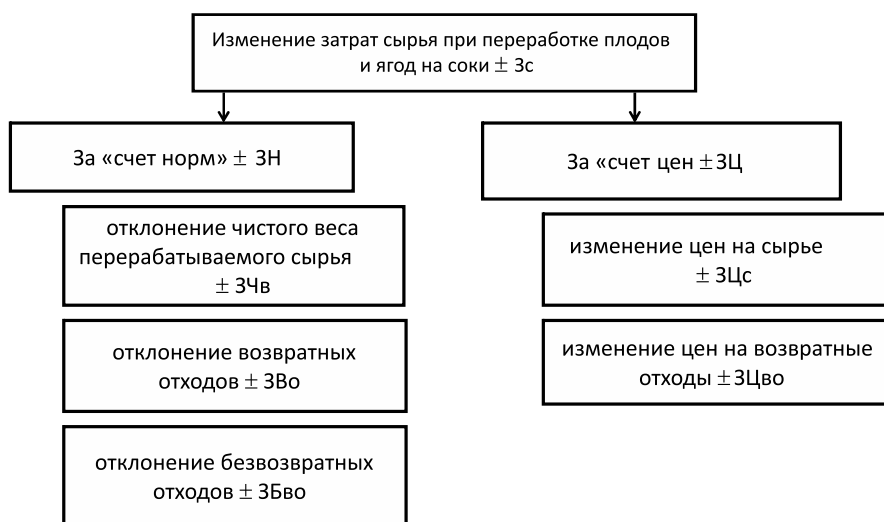 Изменение затрат сырья при переработке плодов
и ягод на соки ± Зс
За «счет норм» ± ЗН
За «счет цен ±ЗЦ
отклонение чистого веса
перерабатываемого сырья
± ЗЧв
отклонение возвратных
отходов ± ЗВо
отклонение безвозвратных
отходов ± ЗБво
изменение цен на сырье
± ЗЦс
изменение цен на возвратные
отходы ±ЗЦво